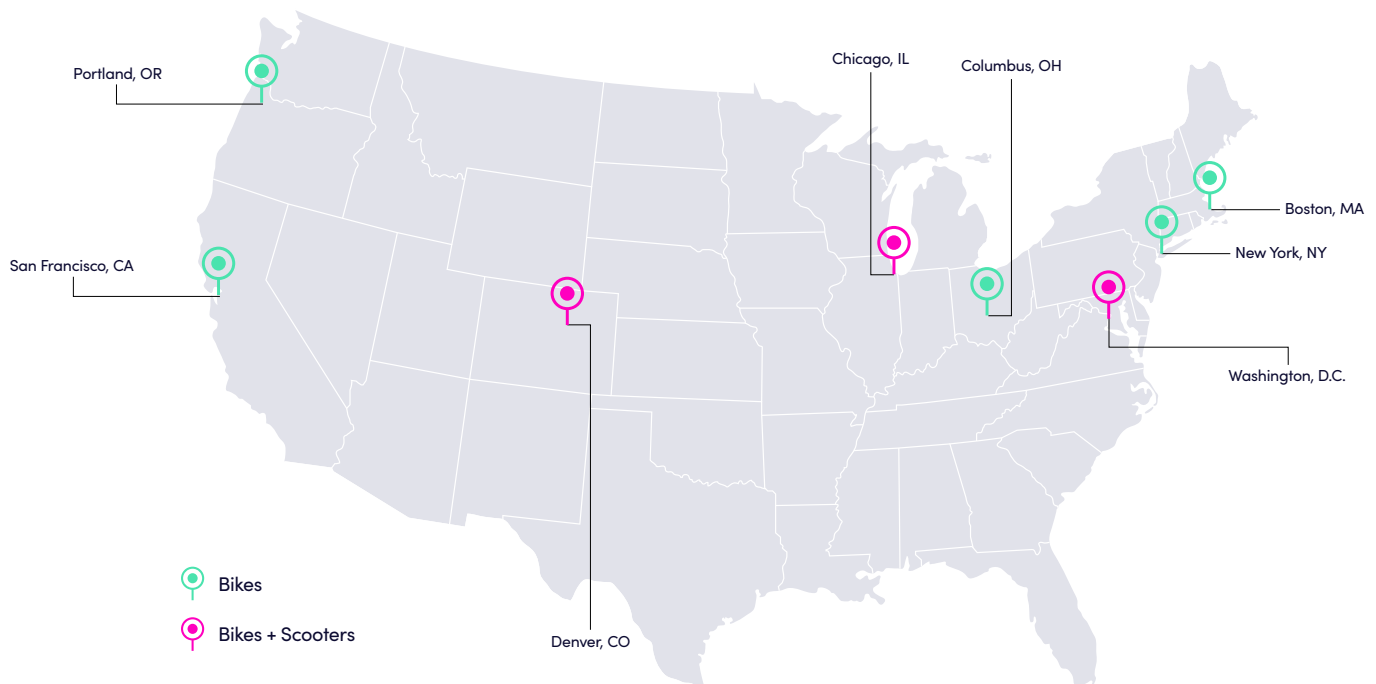 Chicago, IL
Columbus, OH
Portland, OR
Boston, MA
New York, NY
San Francisco, CA
Washington, D.C.
Bikes
Bikes + Scooters
Denver, CO